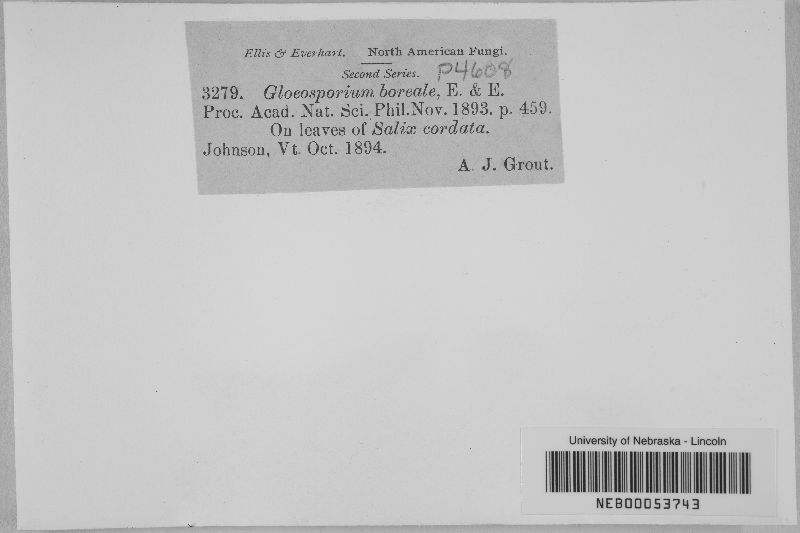 Ellis & Everhart. North American Fungi.
Second Series. P4608
3279. Gloeosporium boreale, E. & E.
Proc. Acad. Nat. Sci. Phil. Nov. 1893. p. 459.
On leaves of Salix cordata.
Johnson, Vt. Oct. 1894.
A. J. Grout.
University of Nebraska - Lincoln
NEB00053743